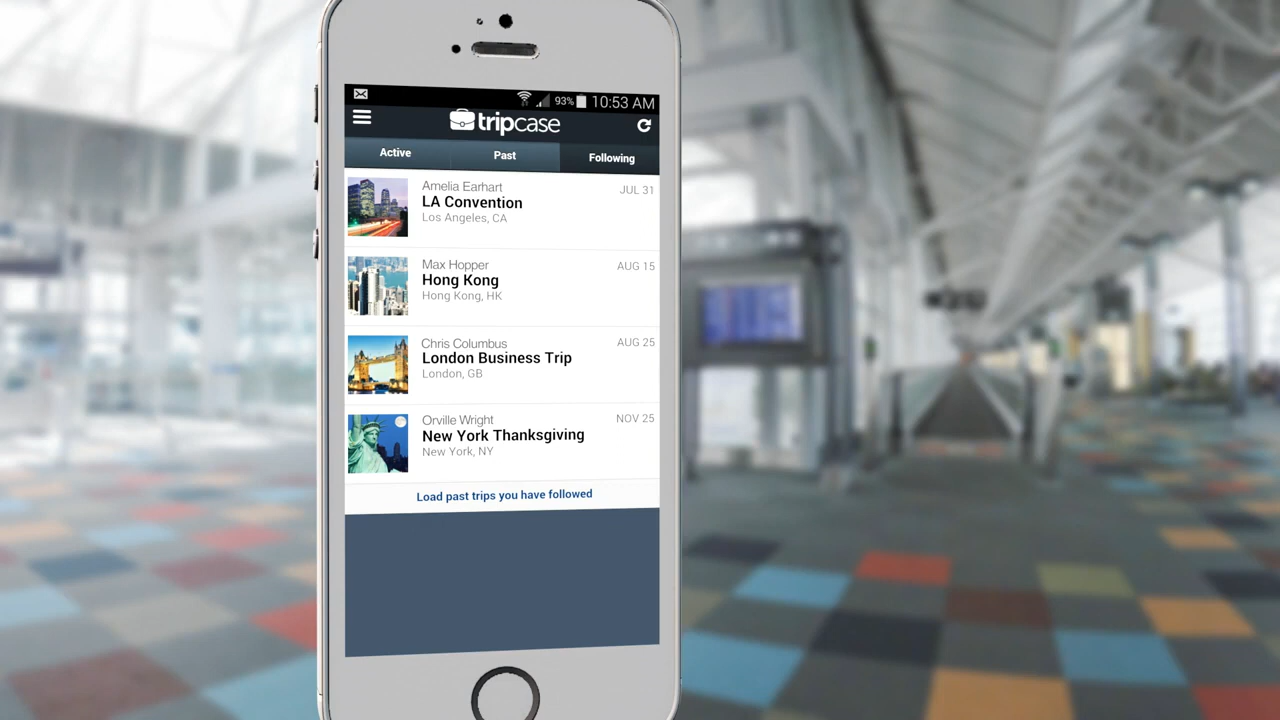 93% 10:53 AM
tripcase
Active Past Following
Amelia Earhart JUL 31
LA Convention
Los Angeles, CA
Max Hopper AUG 15
Hong Kong
Hong Kong, HK
Chris Columbus AUG 25
London Business Trip
London, GB
Orville Wright NOV 25
New York Thanksgiving
New York, NY
Load past trips you have followed